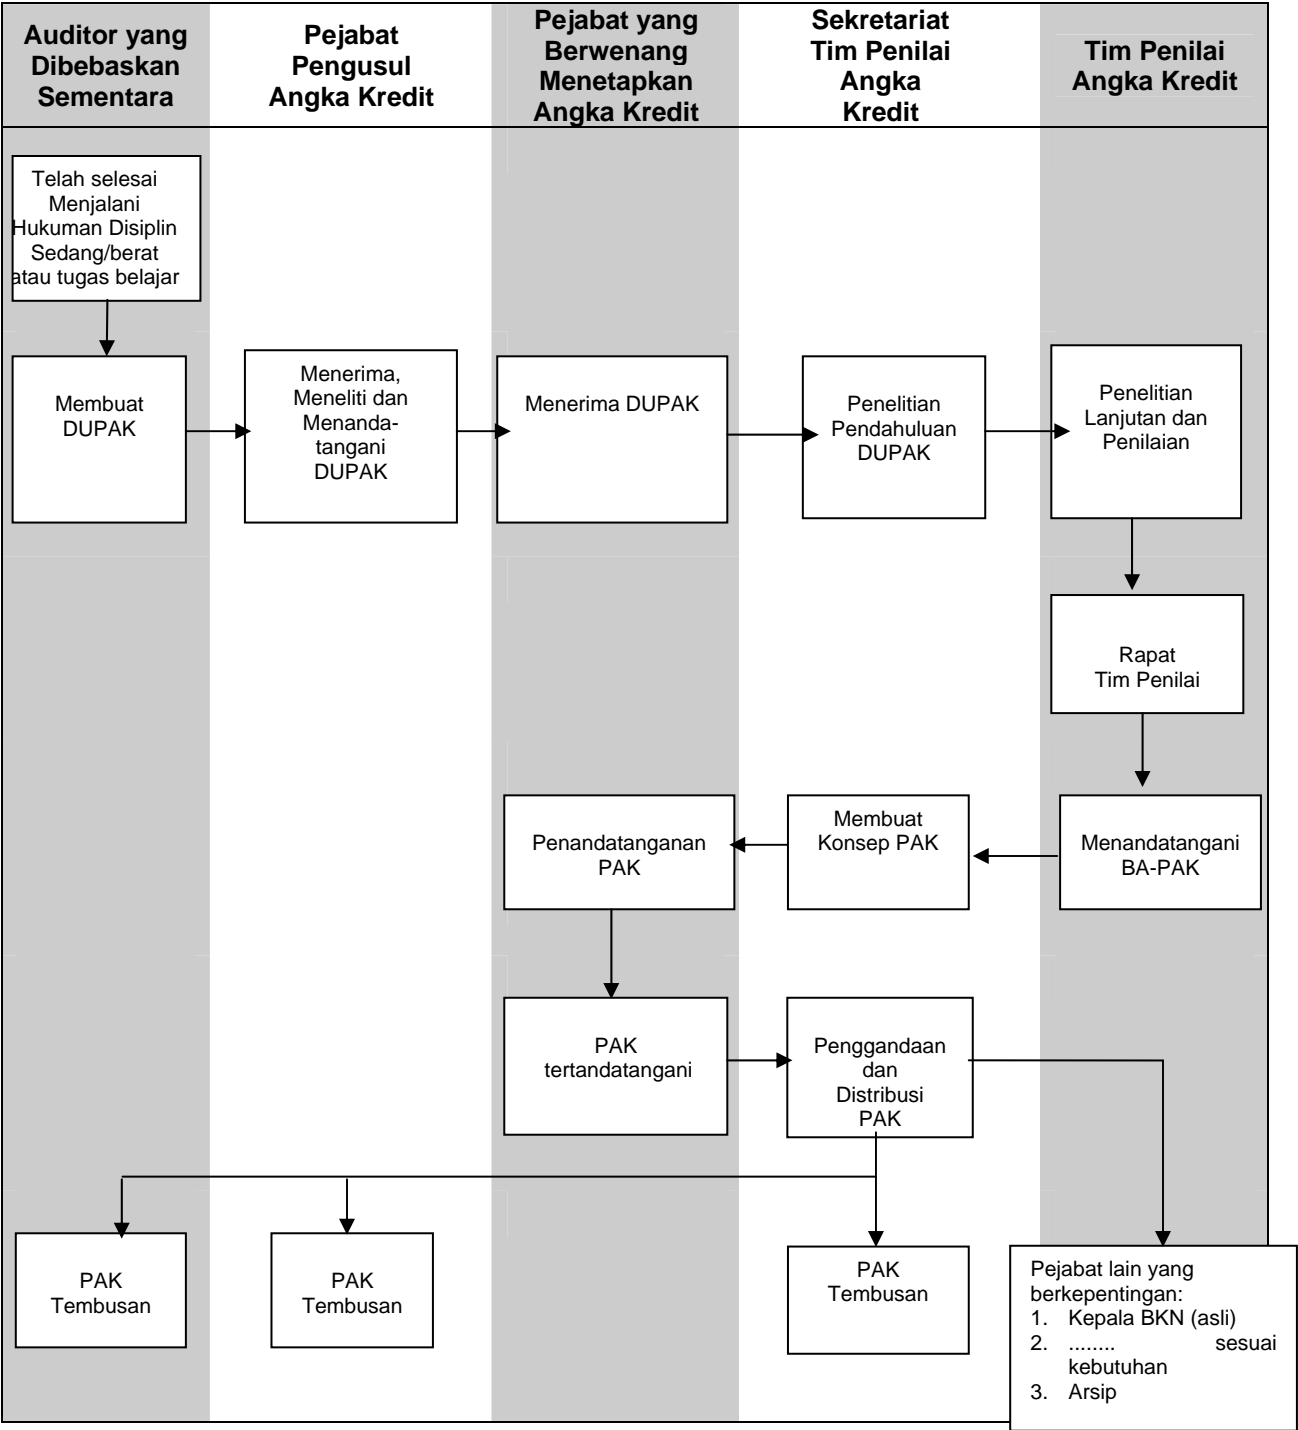 Auditor yang
Dibebaskan
Sementara
Pejabat
Pengusul
Angka Kredit
Pejabat yang
Berwenang
Menetapkan
Angka Kredit
Sekretariat
Tim Penilai
Angka
Kredit
Tim Penilai
Angka Kredit
Telah selesai
Menjalani
Hukuman Disiplin
Sedang/berat
atau tugas belajar
Membuat
DUPAK
Menerima,
Meneliti dan
Menanda-
tangani
DUPAK
Menerima DUPAK
Penelitian
Pendahuluan
DUPAK
Penelitian
Lanjutan dan
Penilaian
Rapat
Tim Penilai
Menandatangani
BA-PAK
Membuat
Konsep PAK
Penandatanganan
PAK
PAK
tertandatangani
Penggandaan
dan
Distribusi
PAK
PAK
Tembusan
PAK
Tembusan
PAK
Tembusan
Pejabat lain yang
berkepentingan:
1. Kepala BKN (asli)
2. ........ sesuai
kebutuhan
3. Arsip